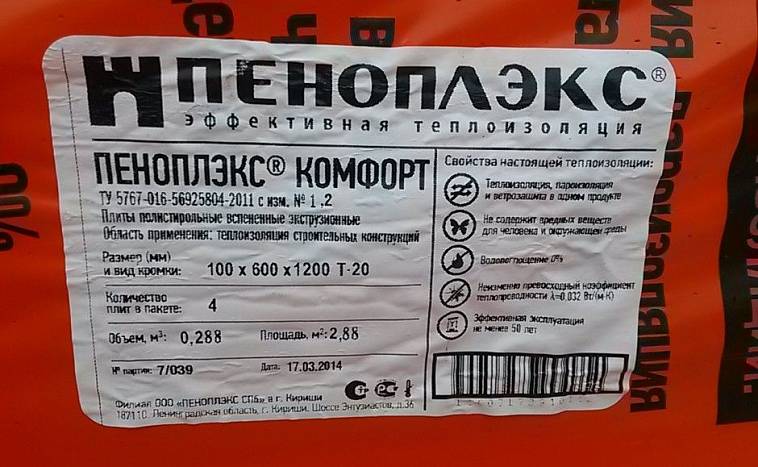 ПЕНОПЛЭКС®
эффективная теплоизоляция
ПЕНОПЛЭКС® КОМФОРТ
ТУ 5767-016-56925804-2011 с изм. № 1,2
Плиты полистирольные вспененные экструзионные
Область применения: теплоизоляция строительных конструкций
Размер (мм)
и вид кромки: 100 х 600 х1200 Т-20
Количество
плит в пакете: 4
Объем, м³: 0,288 Площадь, м²: 2,88
№ партии: 7/039 Дата: 17.03.2014
Филиал ООО «ПЕНОПЛЭКС СПб» в г. Кириши
187110 Ленинградская область, г. Кириши, Шоссе Энтузиастов, д.36
Свойства настоящей теплоизоляции:
Теплоизоляция, пароизоляция
и ветрозащита в одном продукте
Не содержит вредных веществ
для человека и окружающей среды
Водопоглощение 0%
Неизменно превосходный коэффициент
теплопроводности λ=0.032 Вт/(м·К)
Эффективная эксплуатация
не менее 50 лет
0%